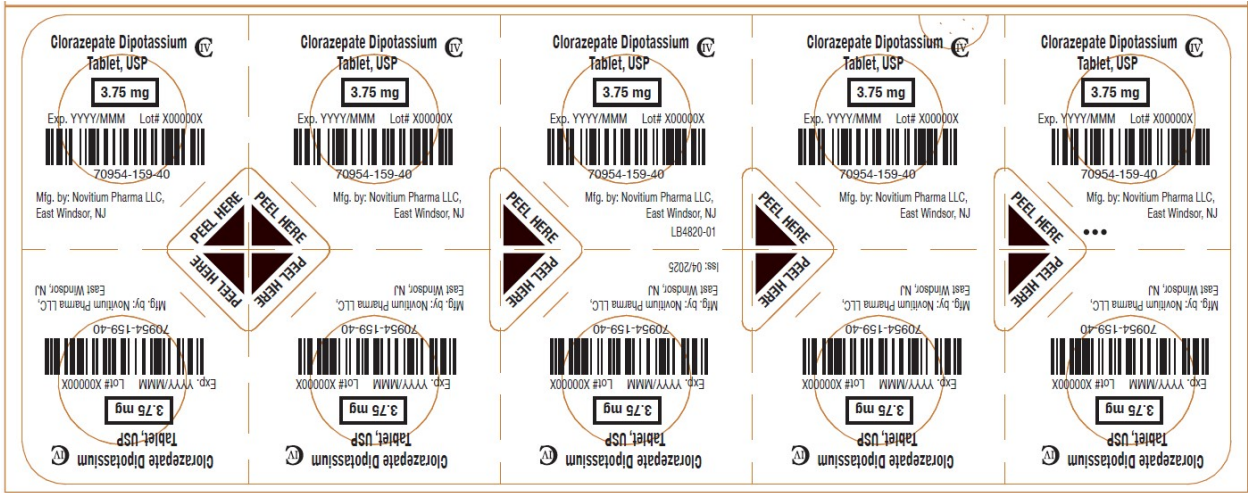 Clorazepate Dipotassium CIV
Tablet, USP
3.75 mg
Exp. YYYY/MMM Lot# X00000X
70954-159-40
Mfg. by: Novitium Pharma LLC,
East Windsor, NJ
PEEL HERE
Clorazepate Dipotassium CIV
Tablet, USP
3.75 mg
Exp. YYYY/MMM Lot# X00000X
70954-159-40
Mfg. by: Novitium Pharma LLC,
East Windsor, NJ
PEEL HERE
Clorazepate Dipotassium CIV
Tablet, USP
3.75 mg
Exp. YYYY/MMM Lot# X00000X
70954-159-40
Mfg. by: Novitium Pharma LLC,
East Windsor, NJ
LB4820-01
PEEL HERE
Clorazepate Dipotassium CIV
Tablet, USP
3.75 mg
Exp. YYYY/MMM Lot# X00000X
70954-159-40
Mfg. by: Novitium Pharma LLC,
East Windsor, NJ
PEEL HERE
Clorazepate Dipotassium CIV
Tablet, USP
3.75 mg
Exp. YYYY/MMM Lot# X00000X
70954-159-40
Mfg. by: Novitium Pharma LLC,
East Windsor, NJ
PEEL HERE
Clorazepate Dipotassium CIV
Tablet, USP
3.75 mg
Exp. YYYY/MMM Lot# X00000X
70954-159-40
Mfg. by: Novitium Pharma LLC,
East Windsor, NJ
PEEL HERE
Clorazepate Dipotassium CIV
Tablet, USP
3.75 mg
Exp. YYYY/MMM Lot# X00000X
70954-159-40
Mfg. by: Novitium Pharma LLC,
East Windsor, NJ
PEEL HERE
Clorazepate Dipotassium CIV
Tablet, USP
3.75 mg
Exp. YYYY/MMM Lot# X00000X
70954-159-40
Mfg. by: Novitium Pharma LLC,
East Windsor, NJ
Iss: 04/2025
PEEL HERE
Clorazepate Dipotassium CIV
Tablet, USP
3.75 mg
Exp. YYYY/MMM Lot# X00000X
70954-159-40
Mfg. by: Novitium Pharma LLC,
East Windsor, NJ
PEEL HERE
Clorazepate Dipotassium CIV
Tablet, USP
3.75 mg
Exp. YYYY/MMM Lot# X00000X
70954-159-40
Mfg. by: Novitium Pharma LLC,
East Windsor, NJ
PEEL HERE